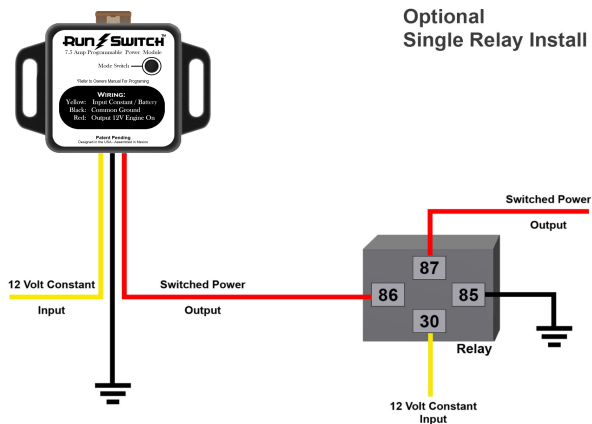 Optional
Single Relay Install
RUN SWITCH™
7.5 Amp Programmable Power Module
Mode Switch
*Refer to Owners Manual For Programing
WIRING:
Yellow: Input Constant / Battery
Black: Common Ground
Red: Output 12V Engine On
Patent Pending
Designed in the USA / Assembled in Mexico
Switched Power
Output
87
86
85
30
Relay
12 Volt Constant
Input
Switched Power
Output
12 Volt Constant
Input